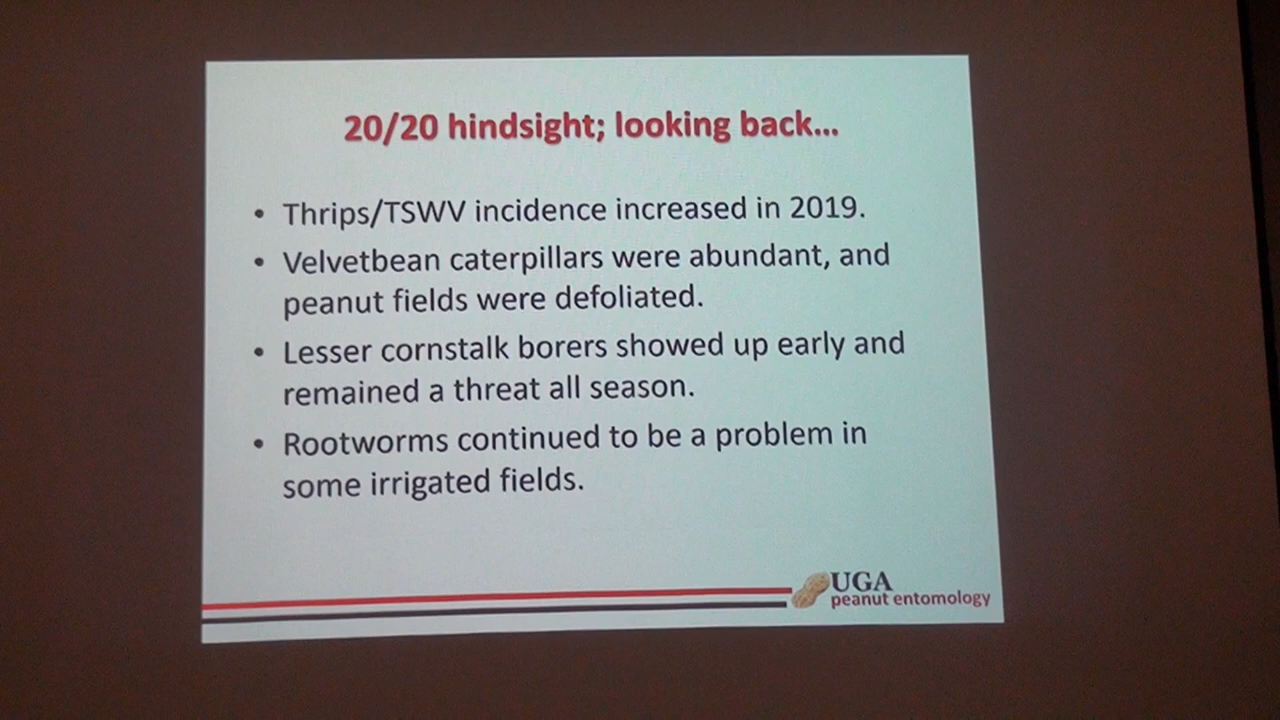 20/20 hindsight; looking back...
• Thrips/TSWV incidence increased in 2019.
• Velvetbean caterpillars were abundant, and
peanut fields were defoliated.
• Lesser cornstalk borers showed up early and
remained a threat all season.
• Rootworms continued to be a problem in
some irrigated fields.
UGA
peanut entomology